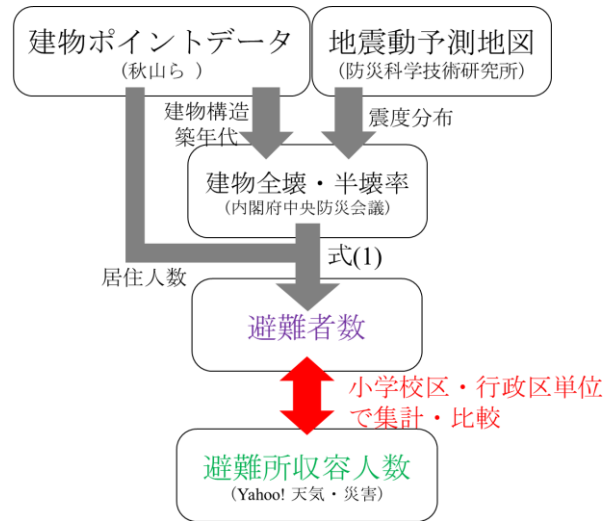 建物ポイントデータ
(秋山ら )
地震動予測地図
(防災科学技術研究所)
建物構造
築年代
震度分布
建物全壊・半壊率
(内閣府中央防災会議)
式(1)
居住人数
避難者数
小学校区・行政区単位
で集計・比較
避難所収容人数
(Yahoo! 天気・災害)